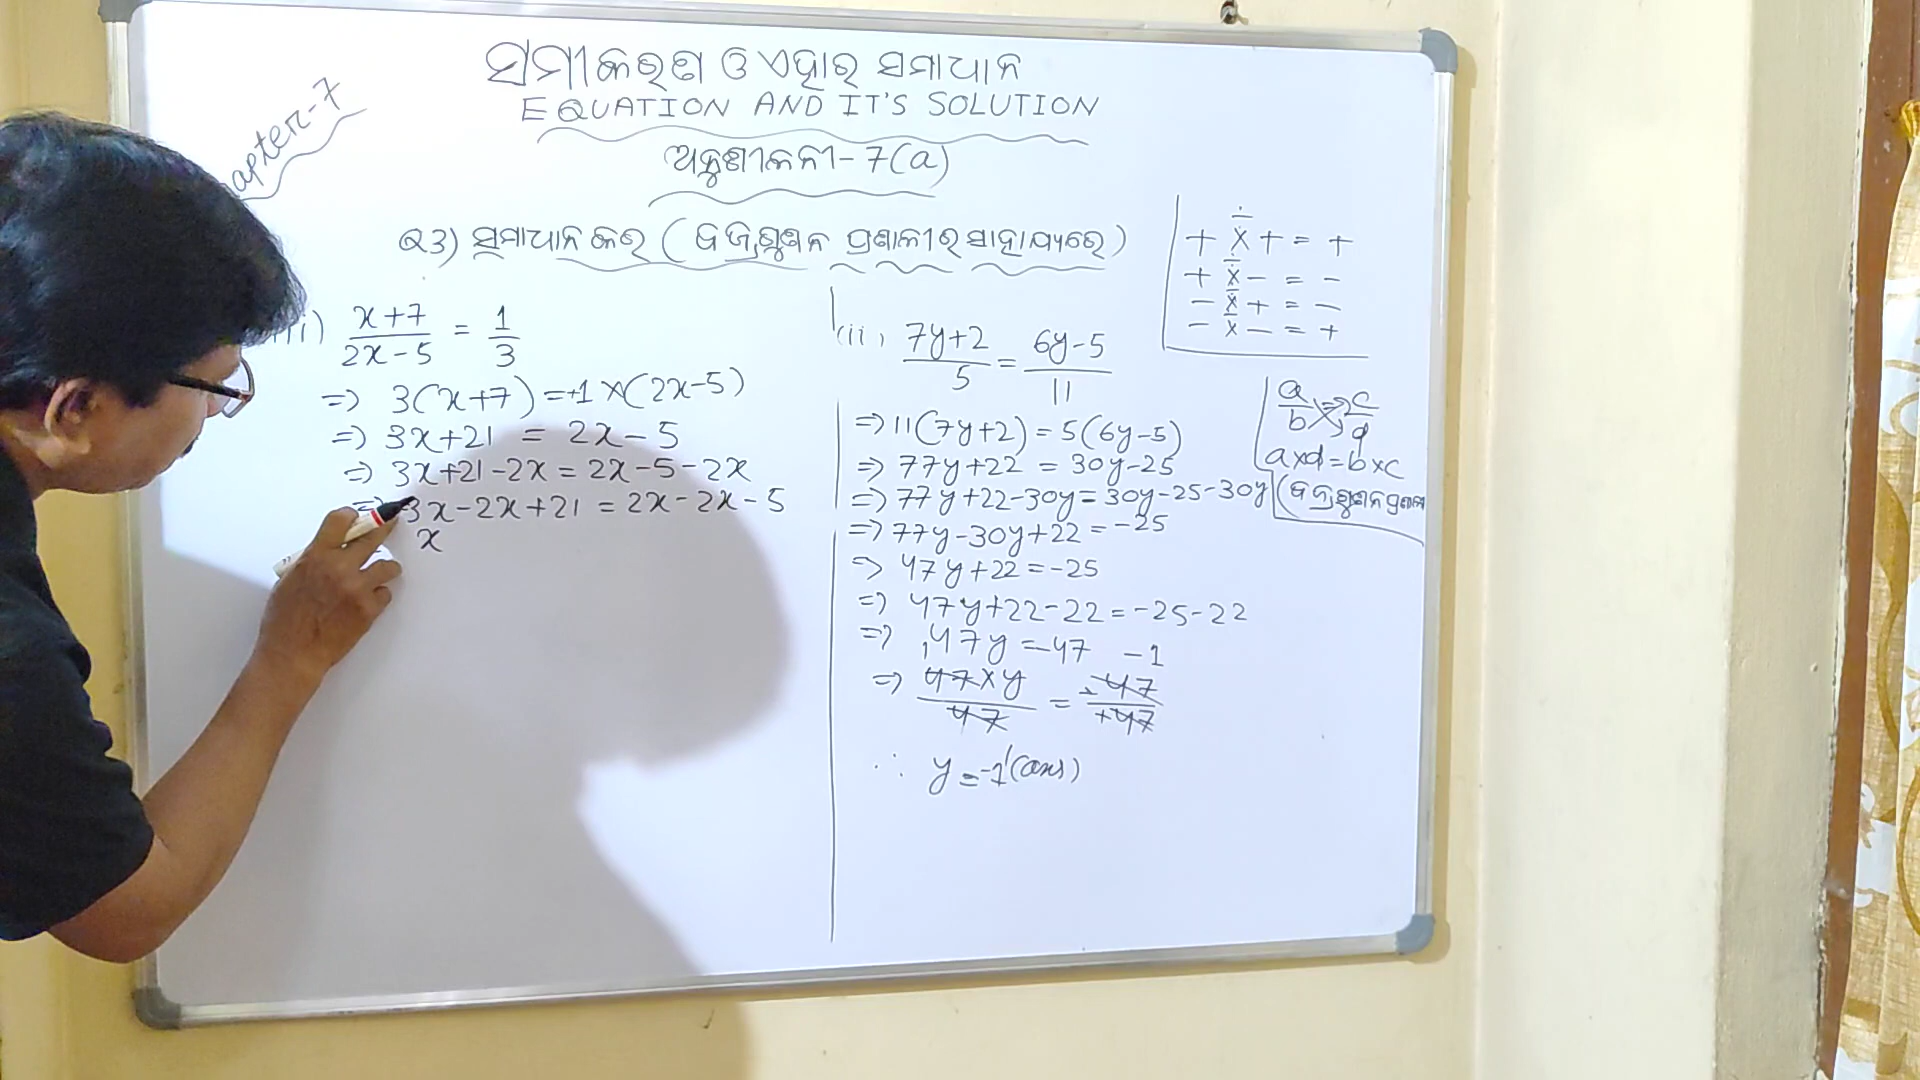 ସମୀକରଣ ଓ ଏହାର ସମାଧାନ
EQUATION AND IT'S SOLUTION
ଅନୁଶୀଳନୀ - 7(a)
Q3) ସମାଧାନ କର ( ବଜ୍ରଗୁଣନ ପ୍ରଣାଳୀର ସାହାଯ୍ୟରେ )
x+7/2x-5 = 1/3
=> 3(x+7) = +1×(2x-5)
=> 3x+21 = 2x-5
=> 3x+21-2x = 2x-5-2x
=> 3x-2x+21 = 2x-2x-5
x
(ii) 7y+2/5 = 6y-5/11
=> 11(7y+2) = 5(6y-5)
=> 77y+22 = 30y-25
=> 77y+22-30y = 30y-25-30y
=> 77y-30y+22 = -25
=> 47y+22 = -25
=> 47y+22-22 = -25-22
=> 47y = -47
=> 47×y/47 = -47/+47
1 -1
∴ y = -1 (ans)
+ ×÷ + = +
+ ×÷ - = -
- ×÷ + = -
- × - = +
a/b = c/d
a×d = b×c
(ବଜ୍ରଗୁଣନ